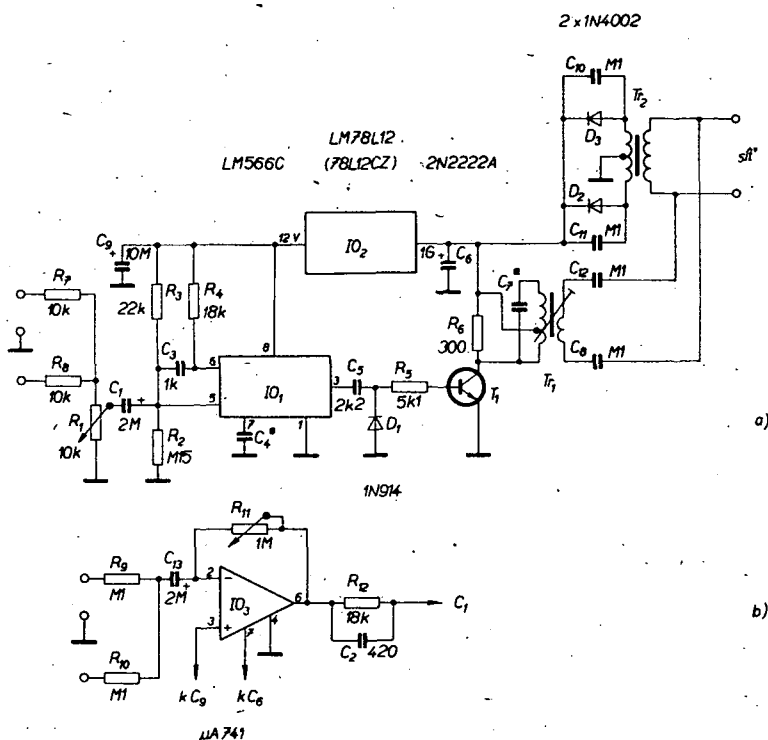 2 x 1N4002
C10 M1
Tr2
D3
síť*
D2
C11 M1
LM78L12
LM566C (78L12CZ) 2N2222A
C9 + 10M
12 V
IO2
1G + C6
C12 M1
C7*
R7
10k
R3
22k
R4
18k
R6
300
R8
10k
C3
1k
6
8
IO1
5
3
C5
2k2
R5
5k1
T1
Tr1
C8 M1
C1
2M +
R1
10k
R2
M15
7
C4*
1
D1
a)
1N914
R11
1M
R9
M1
C13
2M +
2 −
IO3
6
R12
18k
C1
b)
3 +
7
4
C2 420
R10
M1
kC9
kC6
µA741